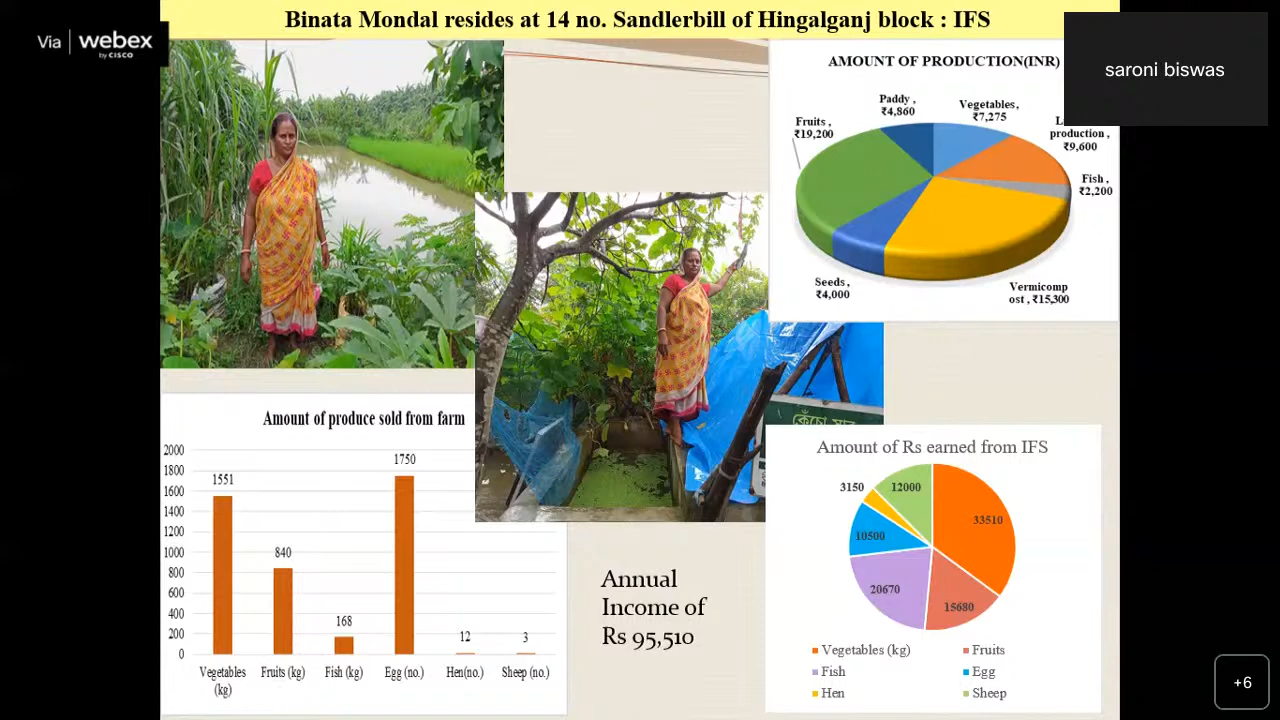 Binata Mondal resides at 14 no. Sandlerbill of Hingalganj block : IFS
Via webex
by CISCO
saroni biswas
AMOUNT OF PRODUCTION(INR)
Paddy ,
₹4,860
Vegetables ,
₹7,275
Fruits ,
₹19,200
production ,
₹9,600
Fish ,
₹2,200
Seeds ,
₹4,000
Vermicomp
ost , ₹15,300
কেঁচো সার
Amount of produce sold from farm
2000
1800
1600
1400
1200
1000
800
600
400
200
0
1551
840
168
1750
12
3
Vegetables
(kg)
Fruits (kg)
Fish (kg)
Egg (no.)
Hen(no.)
Sheep (no.)
Annual
Income of
Rs 95,510
Amount of Rs earned from IFS
3150
12000
33510
10500
20670
15680
Vegetables (kg)
Fruits
Fish
Egg
Hen
Sheep
+6